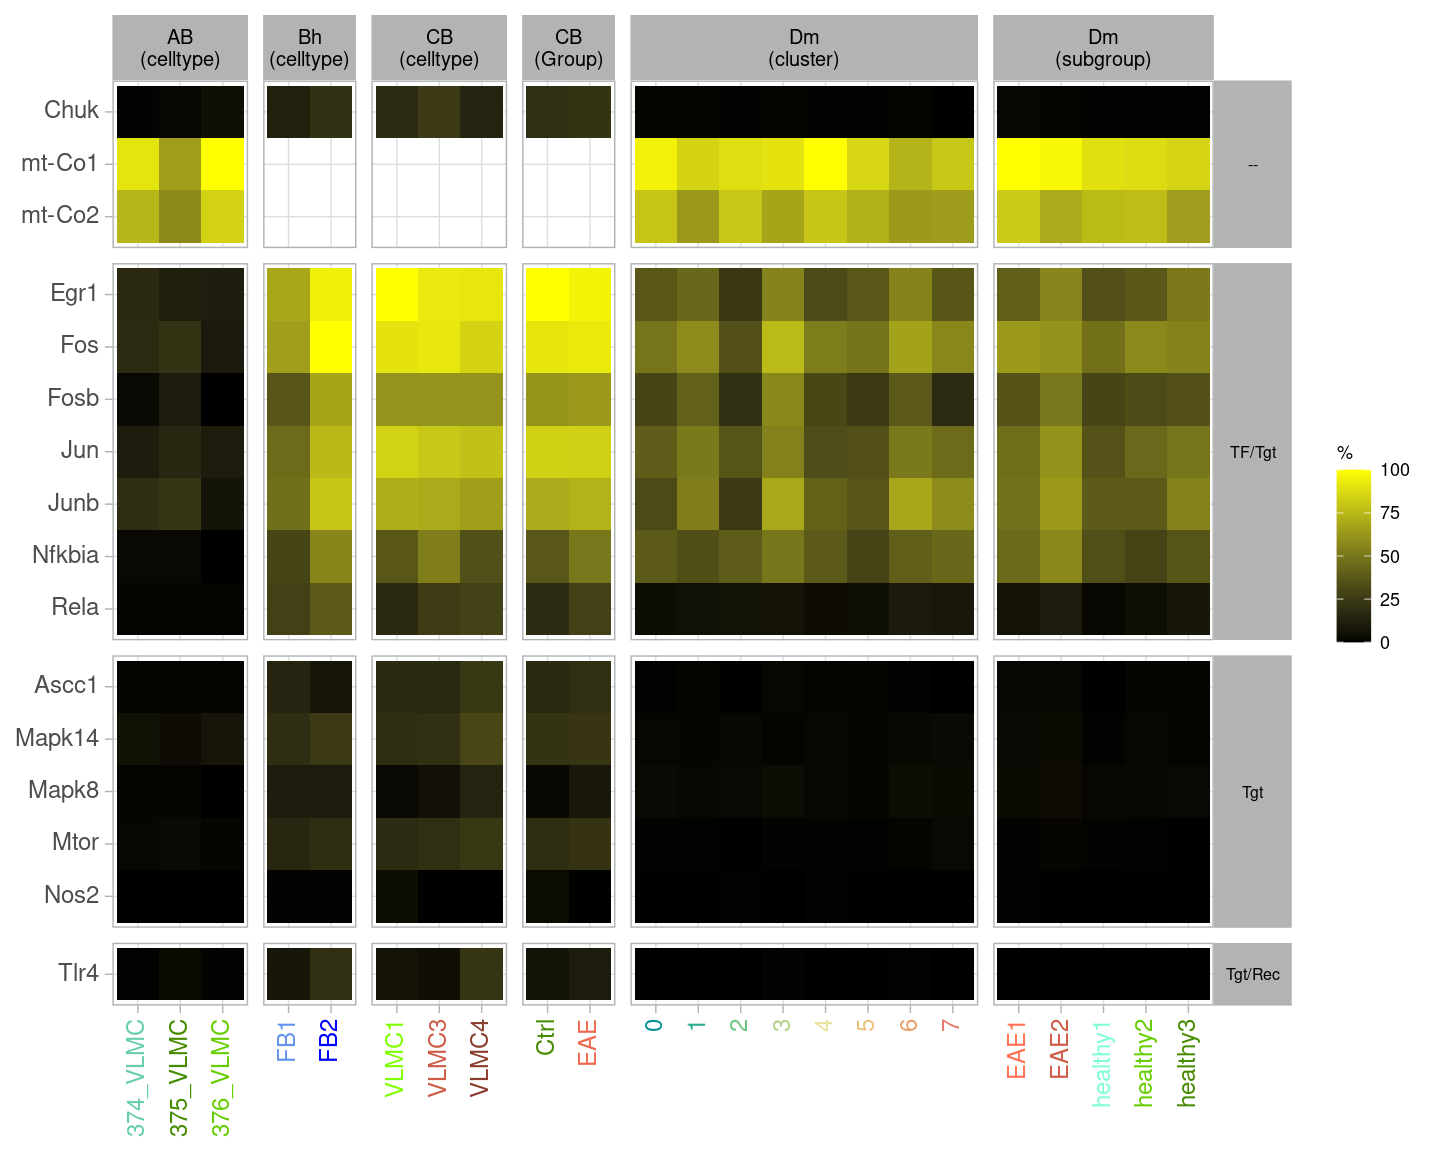 AB
(celltype)
Bh
(celltype)
CB
(celltype)
CB
(Group)
Dm
(cluster)
Dm
(subgroup)
Chuk
mt-Co1
mt-Co2
--
Egr1
Fos
Fosb
Jun
Junb
Nfkbia
Rela
TF/Tgt
Ascc1
Mapk14
Mapk8
Mtor
Nos2
Tgt
Tlr4
Tgt/Rec
374_VLMC
375_VLMC
376_VLMC
FB1
FB2
VLMC1
VLMC3
VLMC4
Ctrl
EAE
0
1
2
3
4
5
6
7
EAE1
EAE2
healthy1
healthy2
healthy3
%
100
75
50
25
0